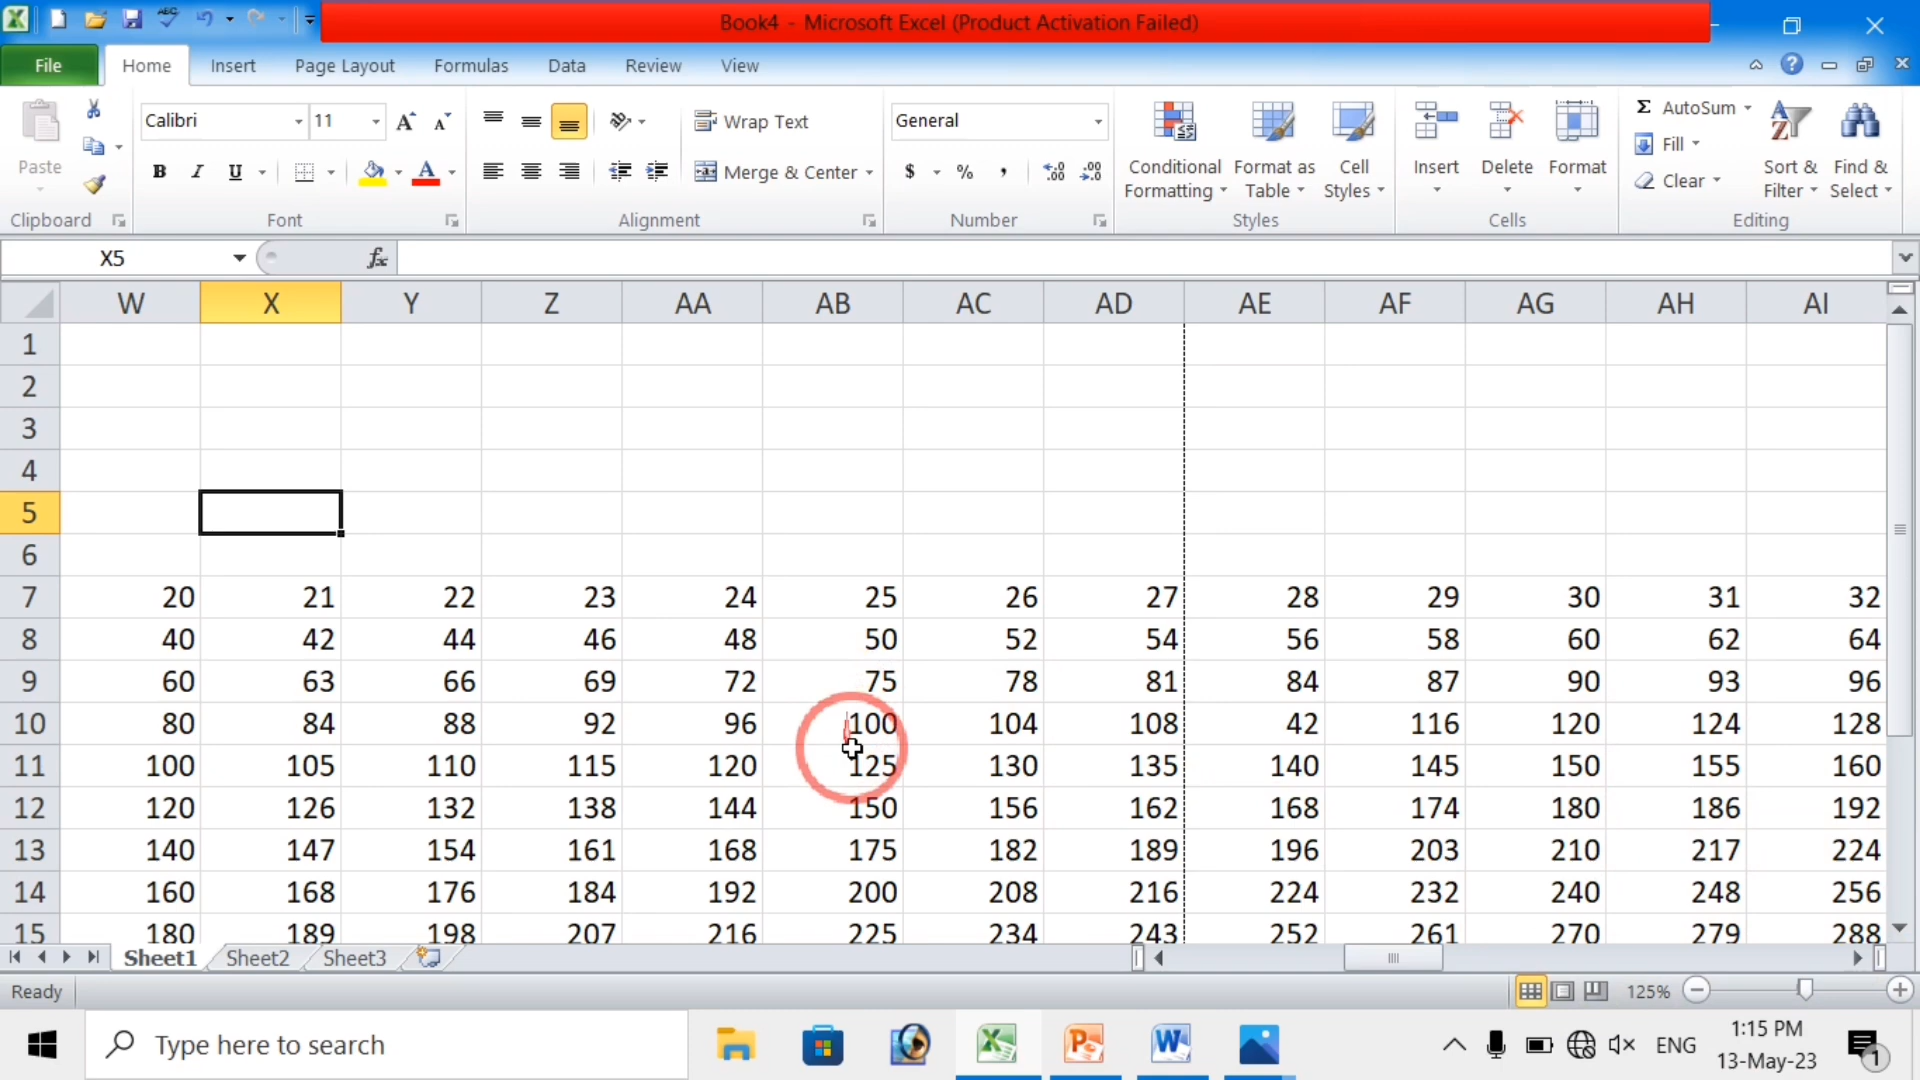 Book4 - Microsoft Excel (Product Activation Failed)
File Home Insert Page Layout Formulas Data Review View
Paste
Clipboard
Calibri 11
B I U A
Font
Wrap Text
Merge & Center
Alignment
General
$ % ,
Number
Conditional Formatting
Format as Table
Cell Styles
Styles
Insert Delete Format
Cells
Σ AutoSum
Fill
Clear
Sort & Filter
Find & Select
Editing
X5 fx
W X Y Z AA AB AC AD AE AF AG AH AI
1
2
3
4
5
6
7 20 21 22 23 24 25 26 27 28 29 30 31 32
8 40 42 44 46 48 50 52 54 56 58 60 62 64
9 60 63 66 69 72 75 78 81 84 87 90 93 96
10 80 84 88 92 96 100 104 108 42 116 120 124 128
11 100 105 110 115 120 125 130 135 140 145 150 155 160
12 120 126 132 138 144 150 156 162 168 174 180 186 192
13 140 147 154 161 168 175 182 189 196 203 210 217 224
14 160 168 176 184 192 200 208 216 224 232 240 248 256
15 180 189 198 207 216 225 234 243 252 261 270 279 288
Sheet1 Sheet2 Sheet3
Ready 125%
Type here to search
ENG
1:15 PM
13-May-23
1